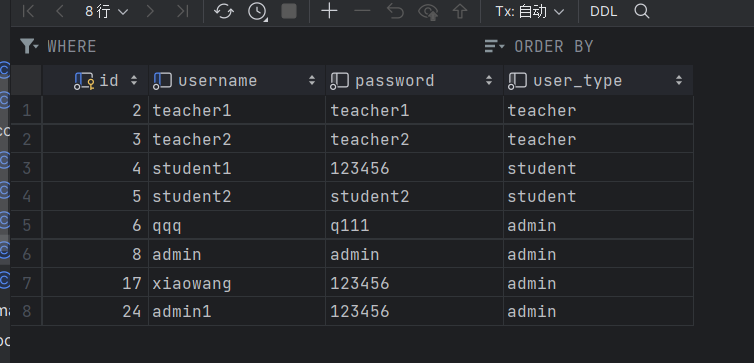 8 行 Tx: 自动 DDL
WHERE ORDER BY
id username password user_type
1 2 teacher1 teacher1 teacher
2 3 teacher2 teacher2 teacher
3 4 student1 123456 student
4 5 student2 student2 student
5 6 qqq q111 admin
6 8 admin admin admin
7 17 xiaowang 123456 admin
8 24 admin1 123456 admin